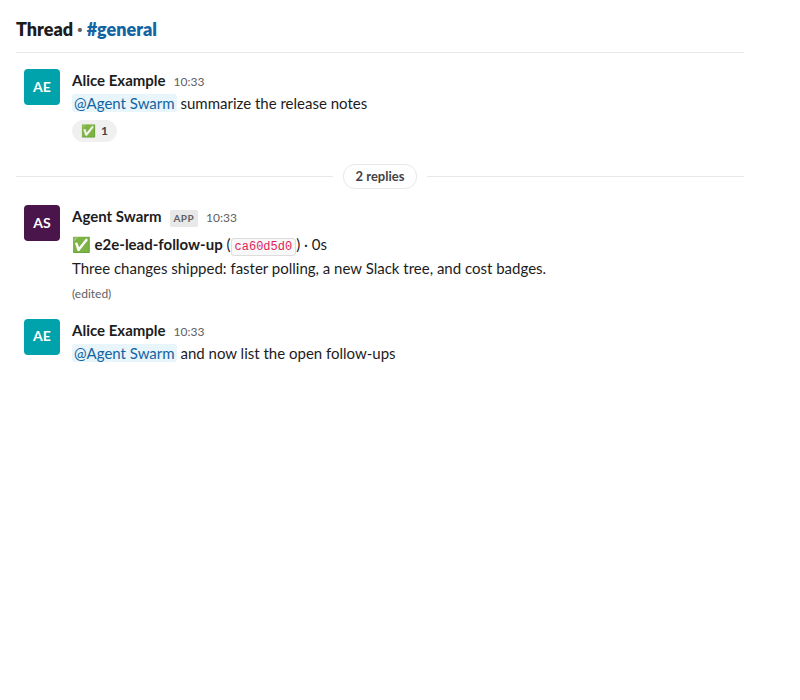 Thread • #general
AE
Alice Example 10:33
@Agent Swarm summarize the release notes
✅ 1
2 replies
AS
Agent Swarm APP 10:33
✅ e2e-lead-follow-up (ca60d5d0) · 0s
Three changes shipped: faster polling, a new Slack tree, and cost badges.
(edited)
AE
Alice Example 10:33
@Agent Swarm and now list the open follow-ups